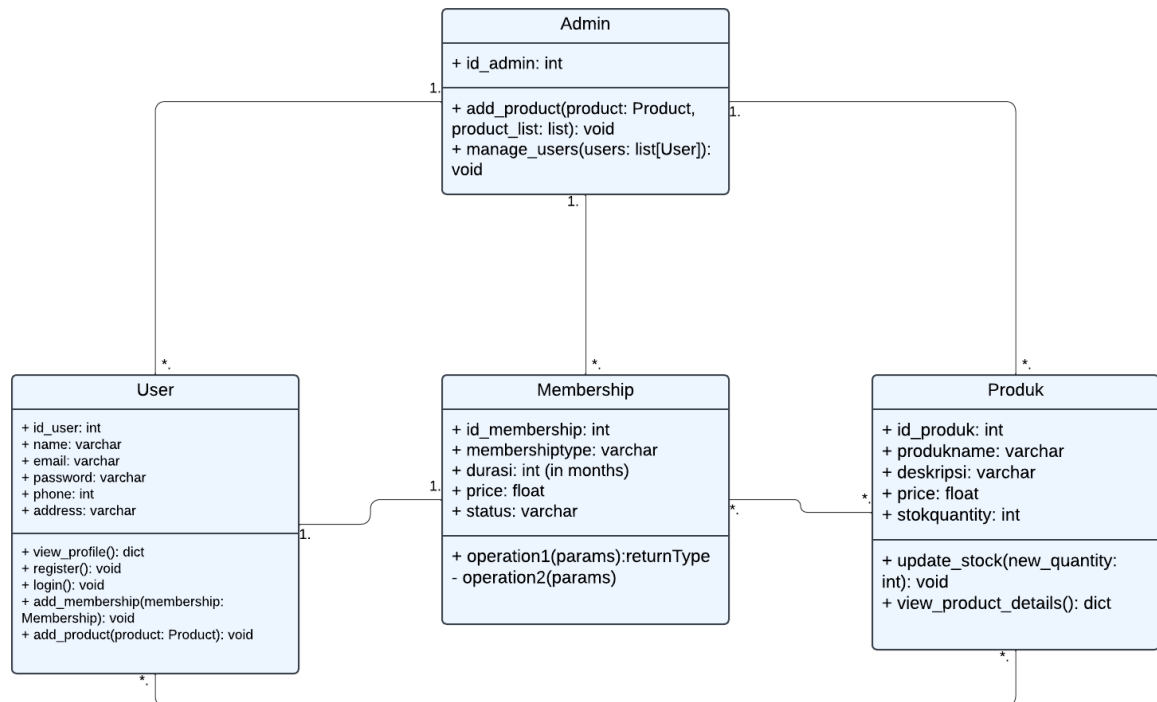 Admin
+ id_admin: int
+ add_product(product: Product,
product_list: list): void
+ manage_users(users: list[User]):
void
1.
1.
1.
*.
*.
*.
User
+ id_user: int
+ name: varchar
+ email: varchar
+ password: varchar
+ phone: int
+ address: varchar
+ view_profile(): dict
+ register(): void
+ login(): void
+ add_membership(membership:
Membership): void
+ add_product(product: Product): void
1.
1.
*.
Membership
+ id_membership: int
+ membershiptype: varchar
+ durasi: int (in months)
+ price: float
+ status: varchar
+ operation1(params):returnType
- operation2(params)
*.
*.
Produk
+ id_produk: int
+ produkname: varchar
+ deskripsi: varchar
+ price: float
+ stokquantity: int
+ update_stock(new_quantity:
int): void
+ view_product_details(): dict
*.